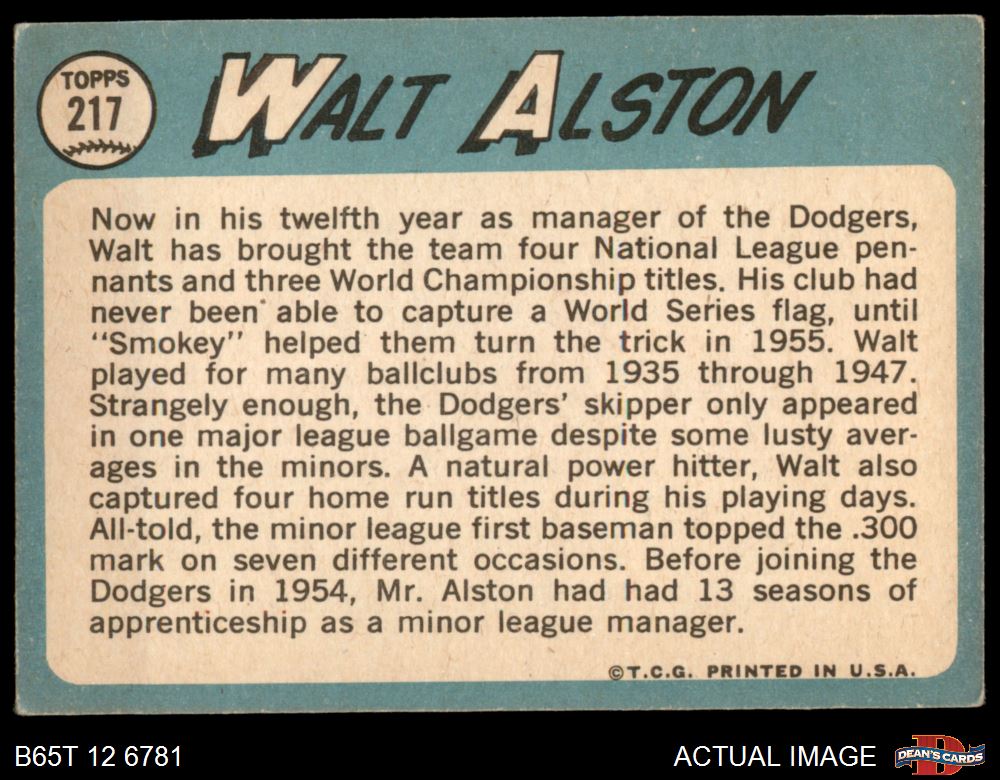 TOPPS
217
WALT ALSTON
Now in his twelfth year as manager of the Dodgers,
Walt has brought the team four National League pen-
nants and three World Championship titles. His club had
never been able to capture a World Series flag, until
"Smokey" helped them turn the trick in 1955. Walt
played for many ballclubs from 1935 through 1947.
Strangely enough, the Dodgers' skipper only appeared
in one major league ballgame despite some lusty aver-
ages in the minors. A natural power hitter, Walt also
captured four home run titles during his playing days.
All-told, the minor league first baseman topped the .300
mark on seven different occasions. Before joining the
Dodgers in 1954, Mr. Alston had had 13 seasons of
apprenticeship as a minor league manager.
©T.C.G. PRINTED IN U.S.A.
B65T 12 6781
ACTUAL IMAGE
D
DEAN'S CARDS